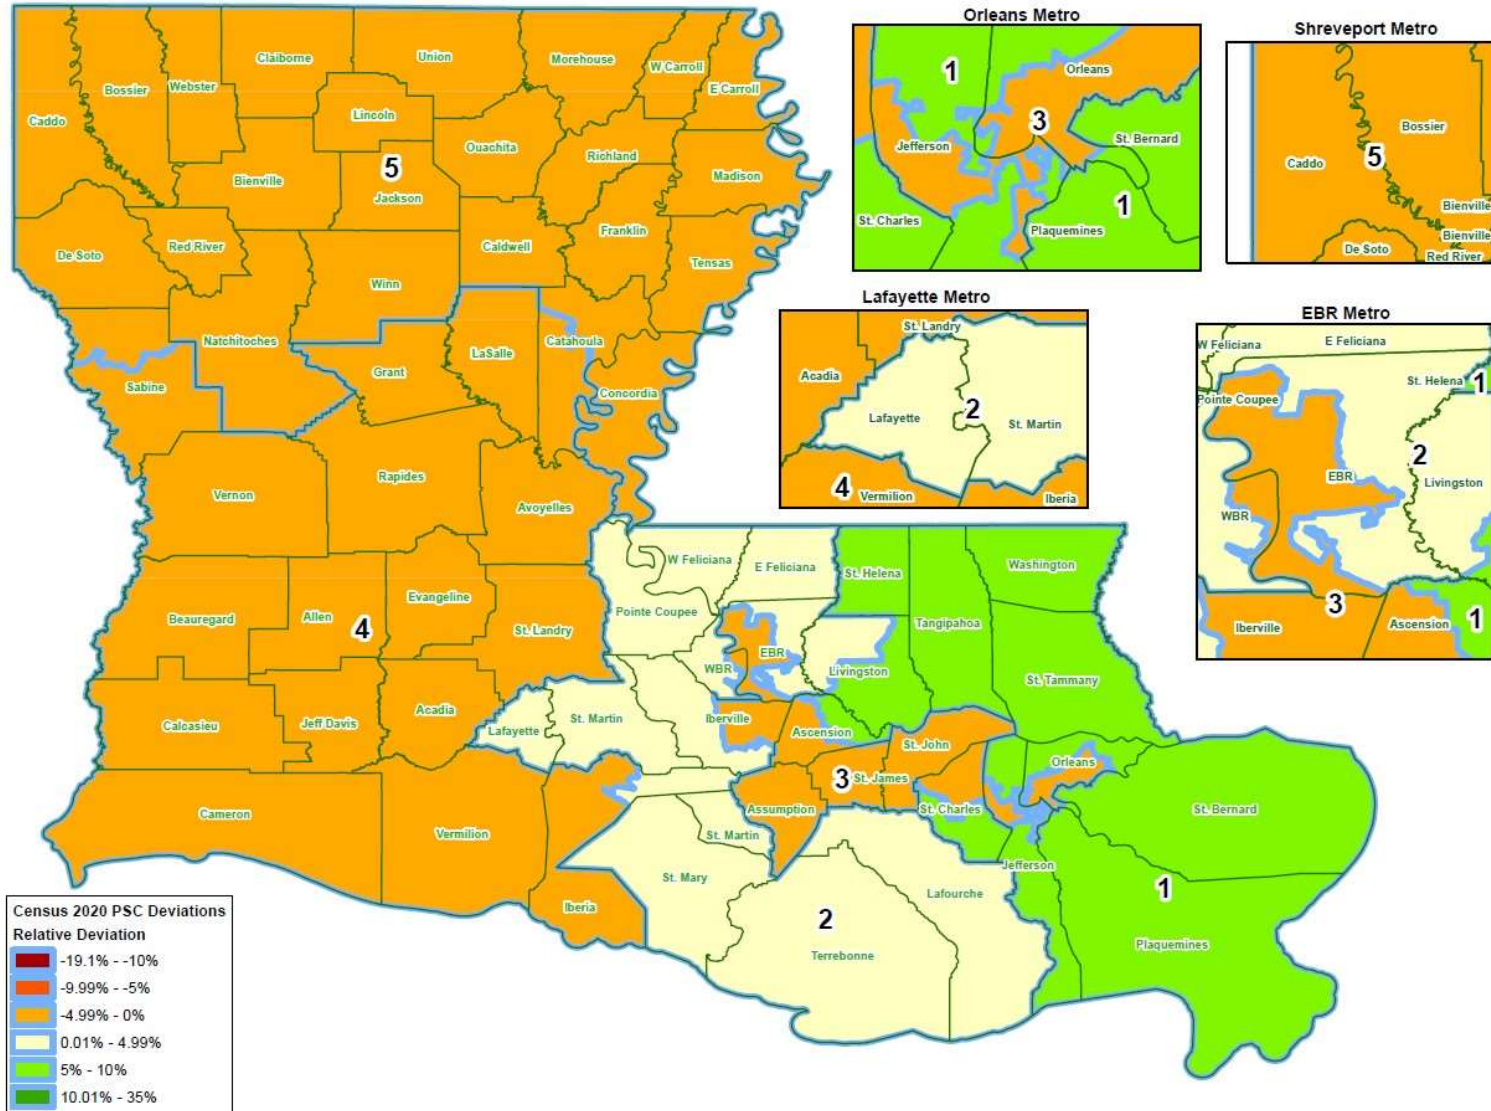 Orleans Metro
1
Orleans
3
Jefferson
St. Bernard
St. Charles
1
Plaquemines
Shreveport Metro
Bossier
Caddo
5
Bienville
Bienville
De Soto
Red River
Lafayette Metro
St. Landry
Acadia
Lafayette
2
St. Martin
4
Vermilion
Iberia
EBR Metro
W Feliciana
E Feliciana
St. Helena
1
Pointe Coupee
2
EBR
Livingston
WBR
3
Iberville
Ascension
1
Claiborne
Union
Morehouse
W Carroll
E Carroll
Bossier
Webster
Caddo
Lincoln
Ouachita
Richland
5
Bienville
Jackson
Madison
De Soto
Red River
Caldwell
Franklin
Tensas
Winn
Natchitoches
Catahoula
LaSalle
Sabine
Grant
Concordia
Rapides
Vernon
Avoyelles
W Feliciana
E Feliciana
St. Helena
Washington
Beauregard
Allen
Evangeline
Pointe Coupee
4
St. Landry
Tangipahoa
EBR
WBR
Livingston
St. Tammany
Calcasieu
Jeff Davis
Acadia
Lafayette
St. Martin
Iberville
Ascension
St. John
Orleans
3
St. James
Cameron
Vermilion
Assumption
St. Charles
St. Bernard
St. Martin
Jefferson
St. Mary
Lafourche
1
Iberia
2
Terrebonne
Plaquemines
Census 2020 PSC Deviations
Relative Deviation
-19.1% - -10%
-9.99% - -5%
-4.99% - 0%
0.01% - 4.99%
5% - 10%
10.01% - 35%